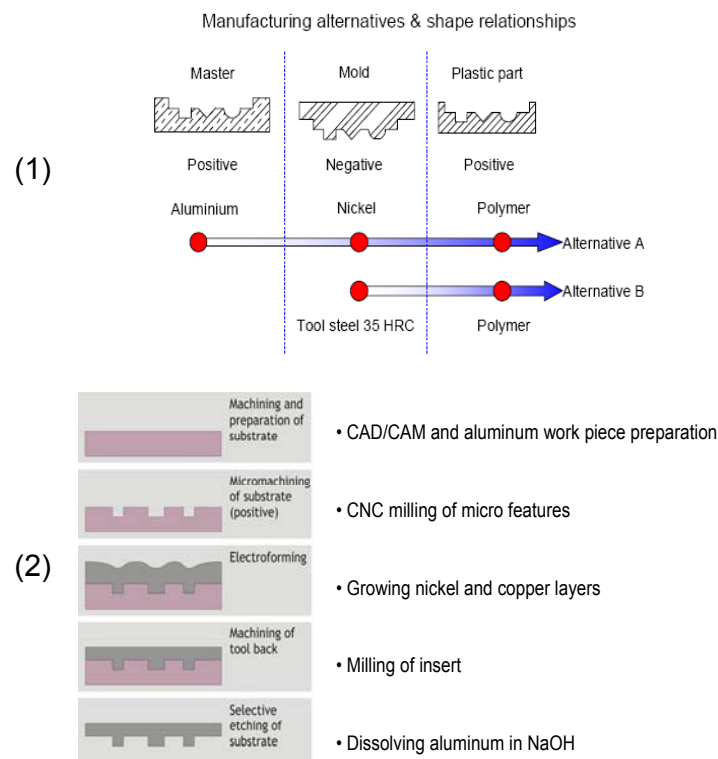 Manufacturing alternatives & shape relationships
Master
Mold
Plastic part
(1)
Positive
Negative
Positive
Aluminium
Nickel
Polymer
Alternative A
Alternative B
Tool steel 35 HRC
Polymer
(2)
Machining and
preparation of
substrate
• CAD/CAM and aluminum work piece preparation
Micromachining
of substrate
(positive)
• CNC milling of micro features
Electroforming
• Growing nickel and copper layers
Machining of
tool back
• Milling of insert
Selective
etching of
substrate
• Dissolving aluminum in NaOH